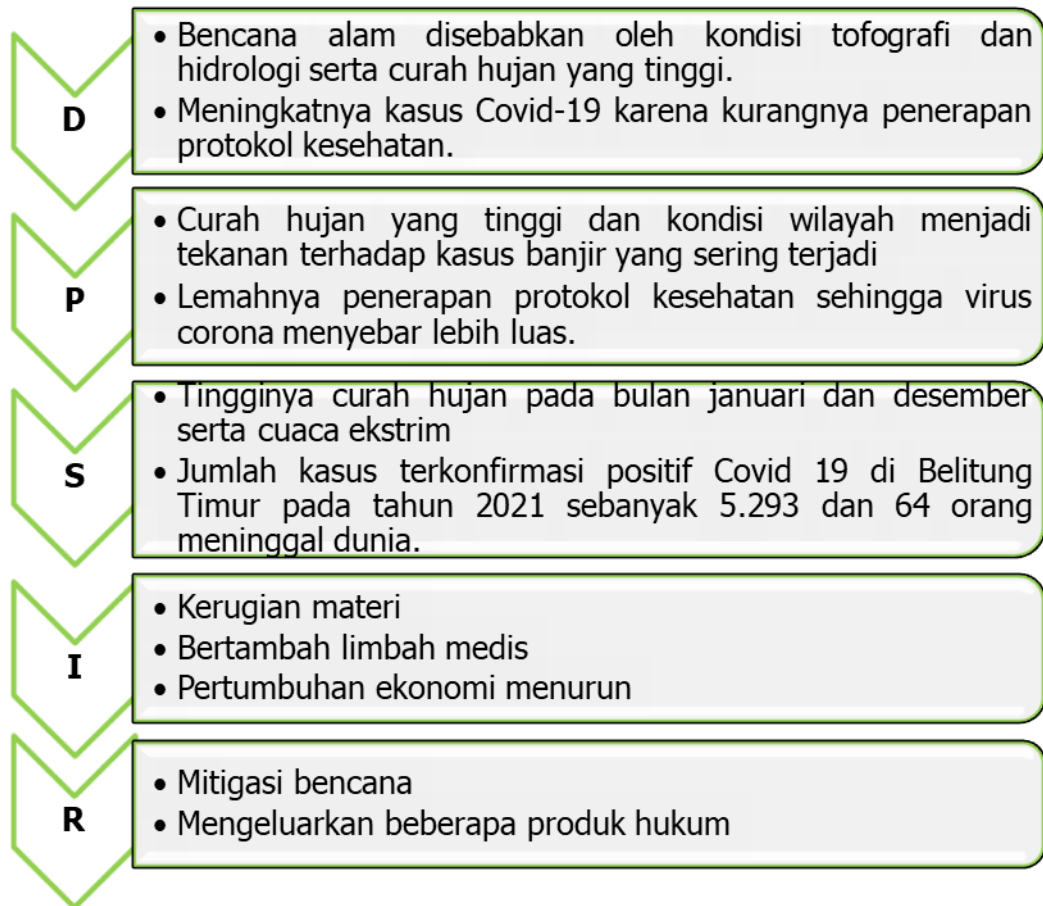 D
• Bencana alam disebabkan oleh kondisi tofografi dan
hidrologi serta curah hujan yang tinggi.
• Meningkatnya kasus Covid-19 karena kurangnya penerapan
protokol kesehatan.
P
• Curah hujan yang tinggi dan kondisi wilayah menjadi
tekanan terhadap kasus banjir yang sering terjadi
• Lemahnya penerapan protokol kesehatan sehingga virus
corona menyebar lebih luas.
S
• Tingginya curah hujan pada bulan januari dan desember
serta cuaca ekstrim
• Jumlah kasus terkonfirmasi positif Covid 19 di Belitung
Timur pada tahun 2021 sebanyak 5.293 dan 64 orang
meninggal dunia.
I
• Kerugian materi
• Bertambah limbah medis
• Pertumbuhan ekonomi menurun
R
• Mitigasi bencana
• Mengeluarkan beberapa produk hukum